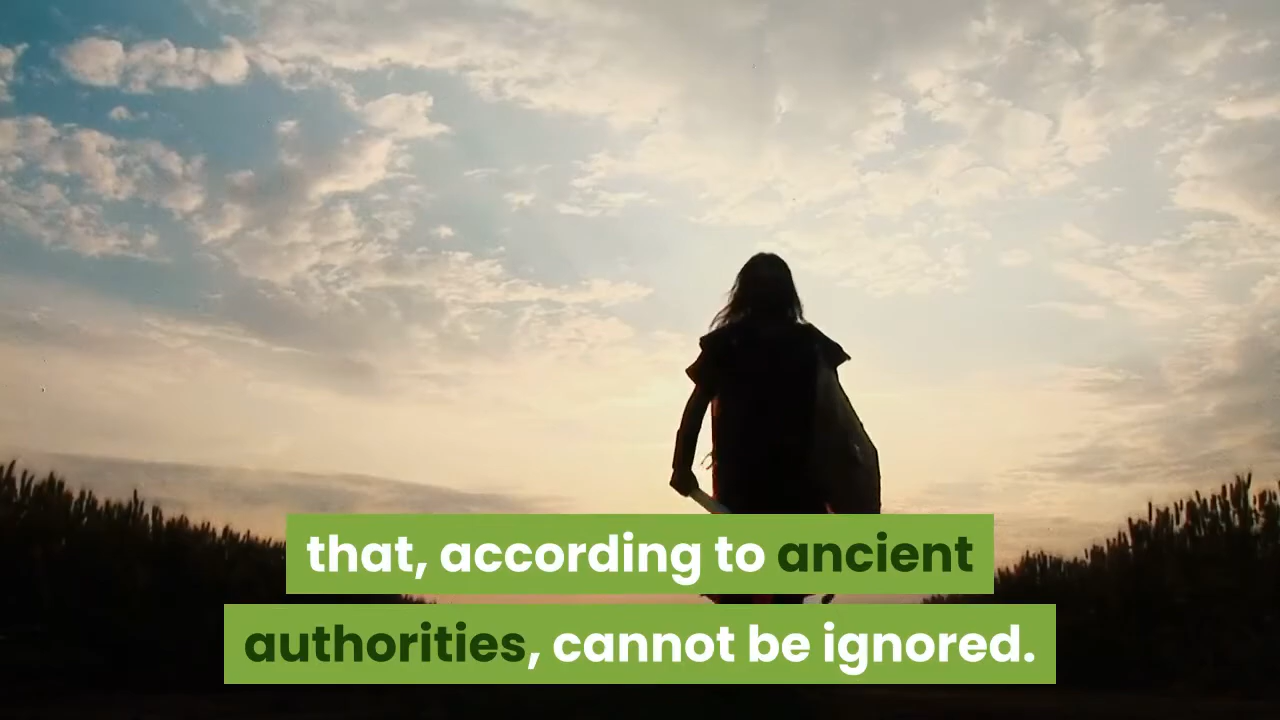 that, according to ancient
authorities, cannot be ignored.